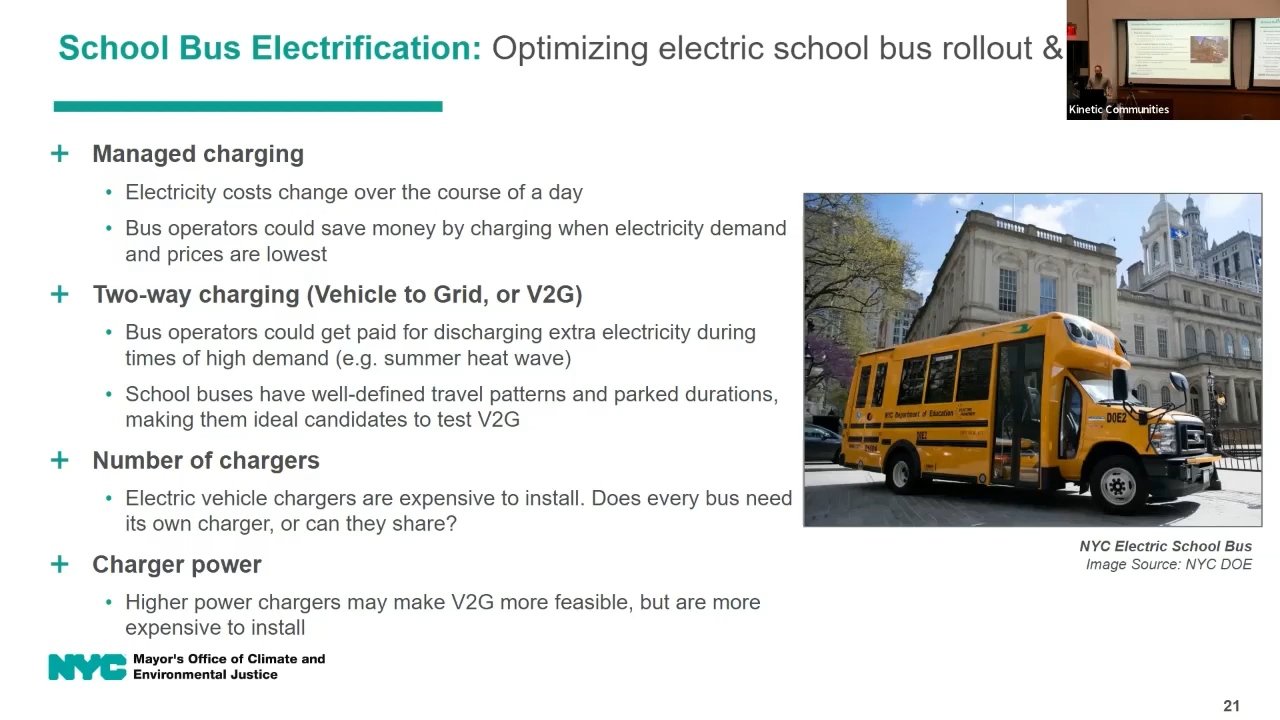 School Bus Electrification: Optimizing electric school bus rollout &
Kinetic Communities
+ Managed charging
• Electricity costs change over the course of a day
• Bus operators could save money by charging when electricity demand
and prices are lowest
+ Two-way charging (Vehicle to Grid, or V2G)
• Bus operators could get paid for discharging extra electricity during
times of high demand (e.g. summer heat wave)
• School buses have well-defined travel patterns and parked durations,
making them ideal candidates to test V2G
+ Number of chargers
• Electric vehicle chargers are expensive to install. Does every bus need
its own charger, or can they share?
+ Charger power
• Higher power chargers may make V2G more feasible, but are more
expensive to install
NYC Department of Education
DOE2
DOE2
NYC Electric School Bus
Image Source: NYC DOE
NYC Mayor's Office of Climate and
Environmental Justice
21